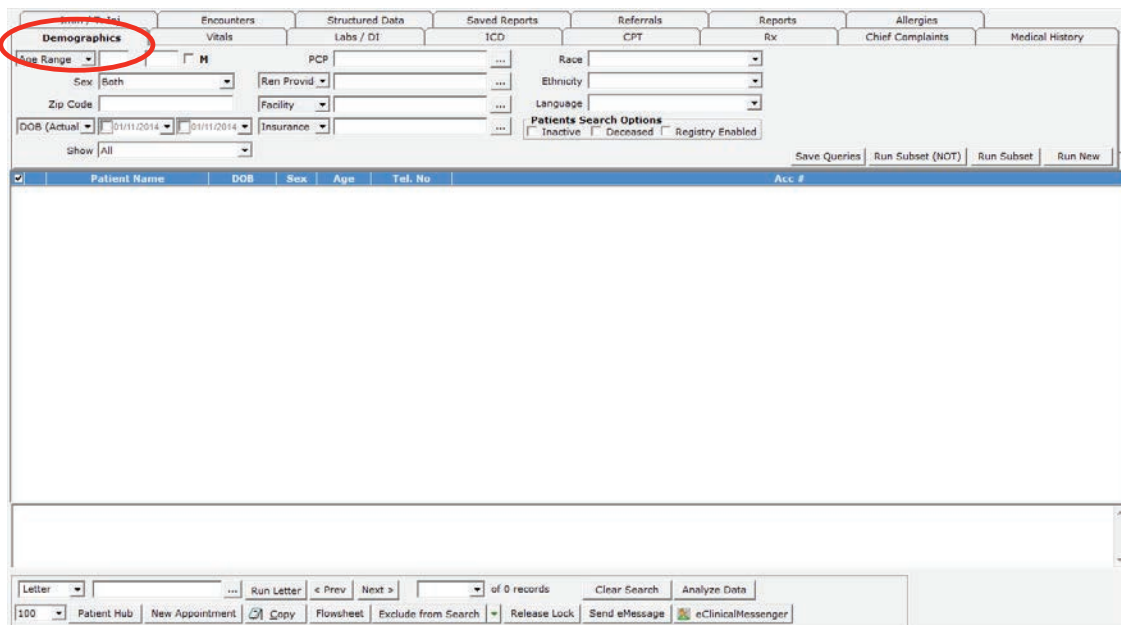 Encounters Structured Data Saved Reports Referrals Reports Allergies
Demographics Vitals Labs / DI ICD CPT Rx Chief Complaints Medical History
Age Range M PCP ... Race
Sex Both Ren Provid ... Ethnicity
Zip Code Facility ... Language
DOB (Actual 01/11/2014 01/11/2014 Insurance ... Patients Search Options
Inactive Deceased Registry Enabled
Show All
Save Queries Run Subset (NOT) Run Subset Run New
Patient Name DOB Sex Age Tel. No Acc #
Letter ... Run Letter < Prev Next > of 0 records Clear Search Analyze Data
100 Patient Hub New Appointment Copy Flowsheet Exclude from Search Release Lock Send eMessage eClinicalMessenger